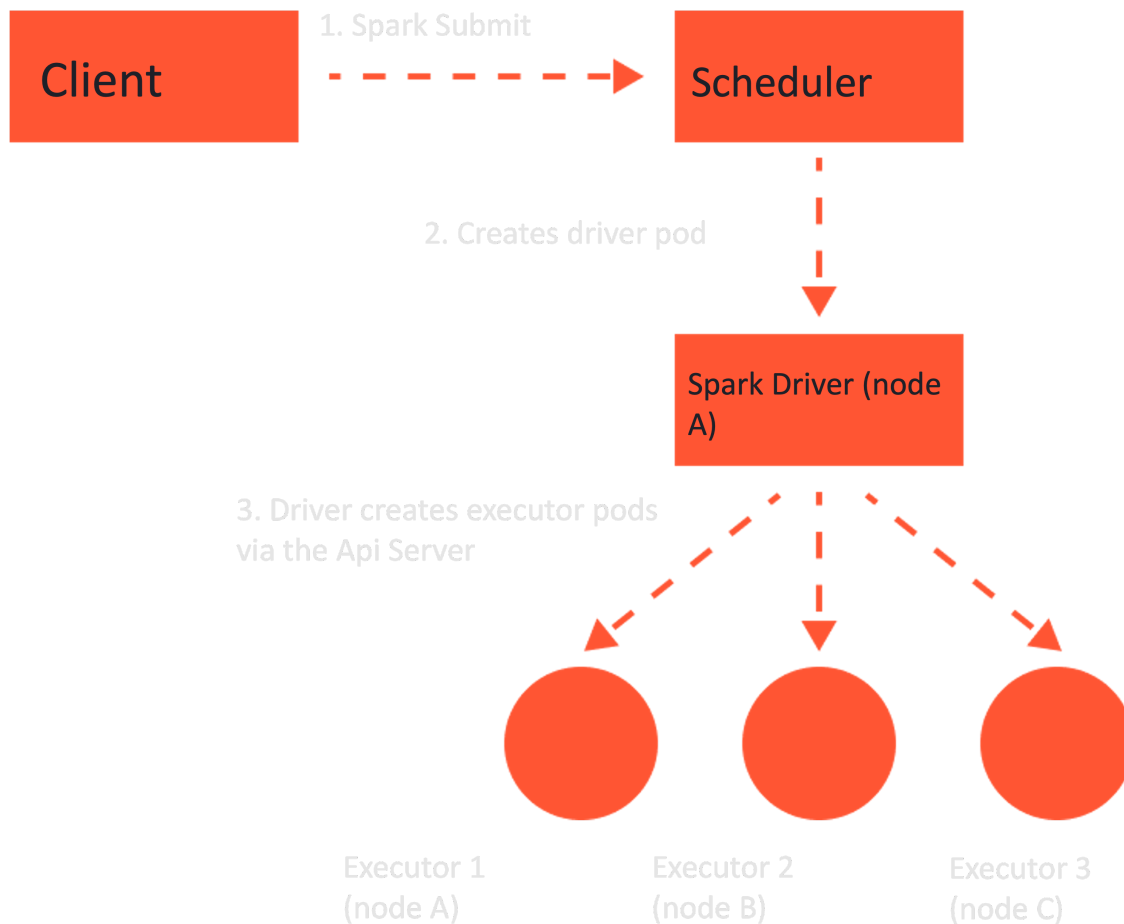 1. Spark Submit
Client
Scheduler
2. Creates driver pod
Spark Driver (node
A)
3. Driver creates executor pods
via the Api Server
Executor 1
(node A)
Executor 2
(node B)
Executor 3
(node C)